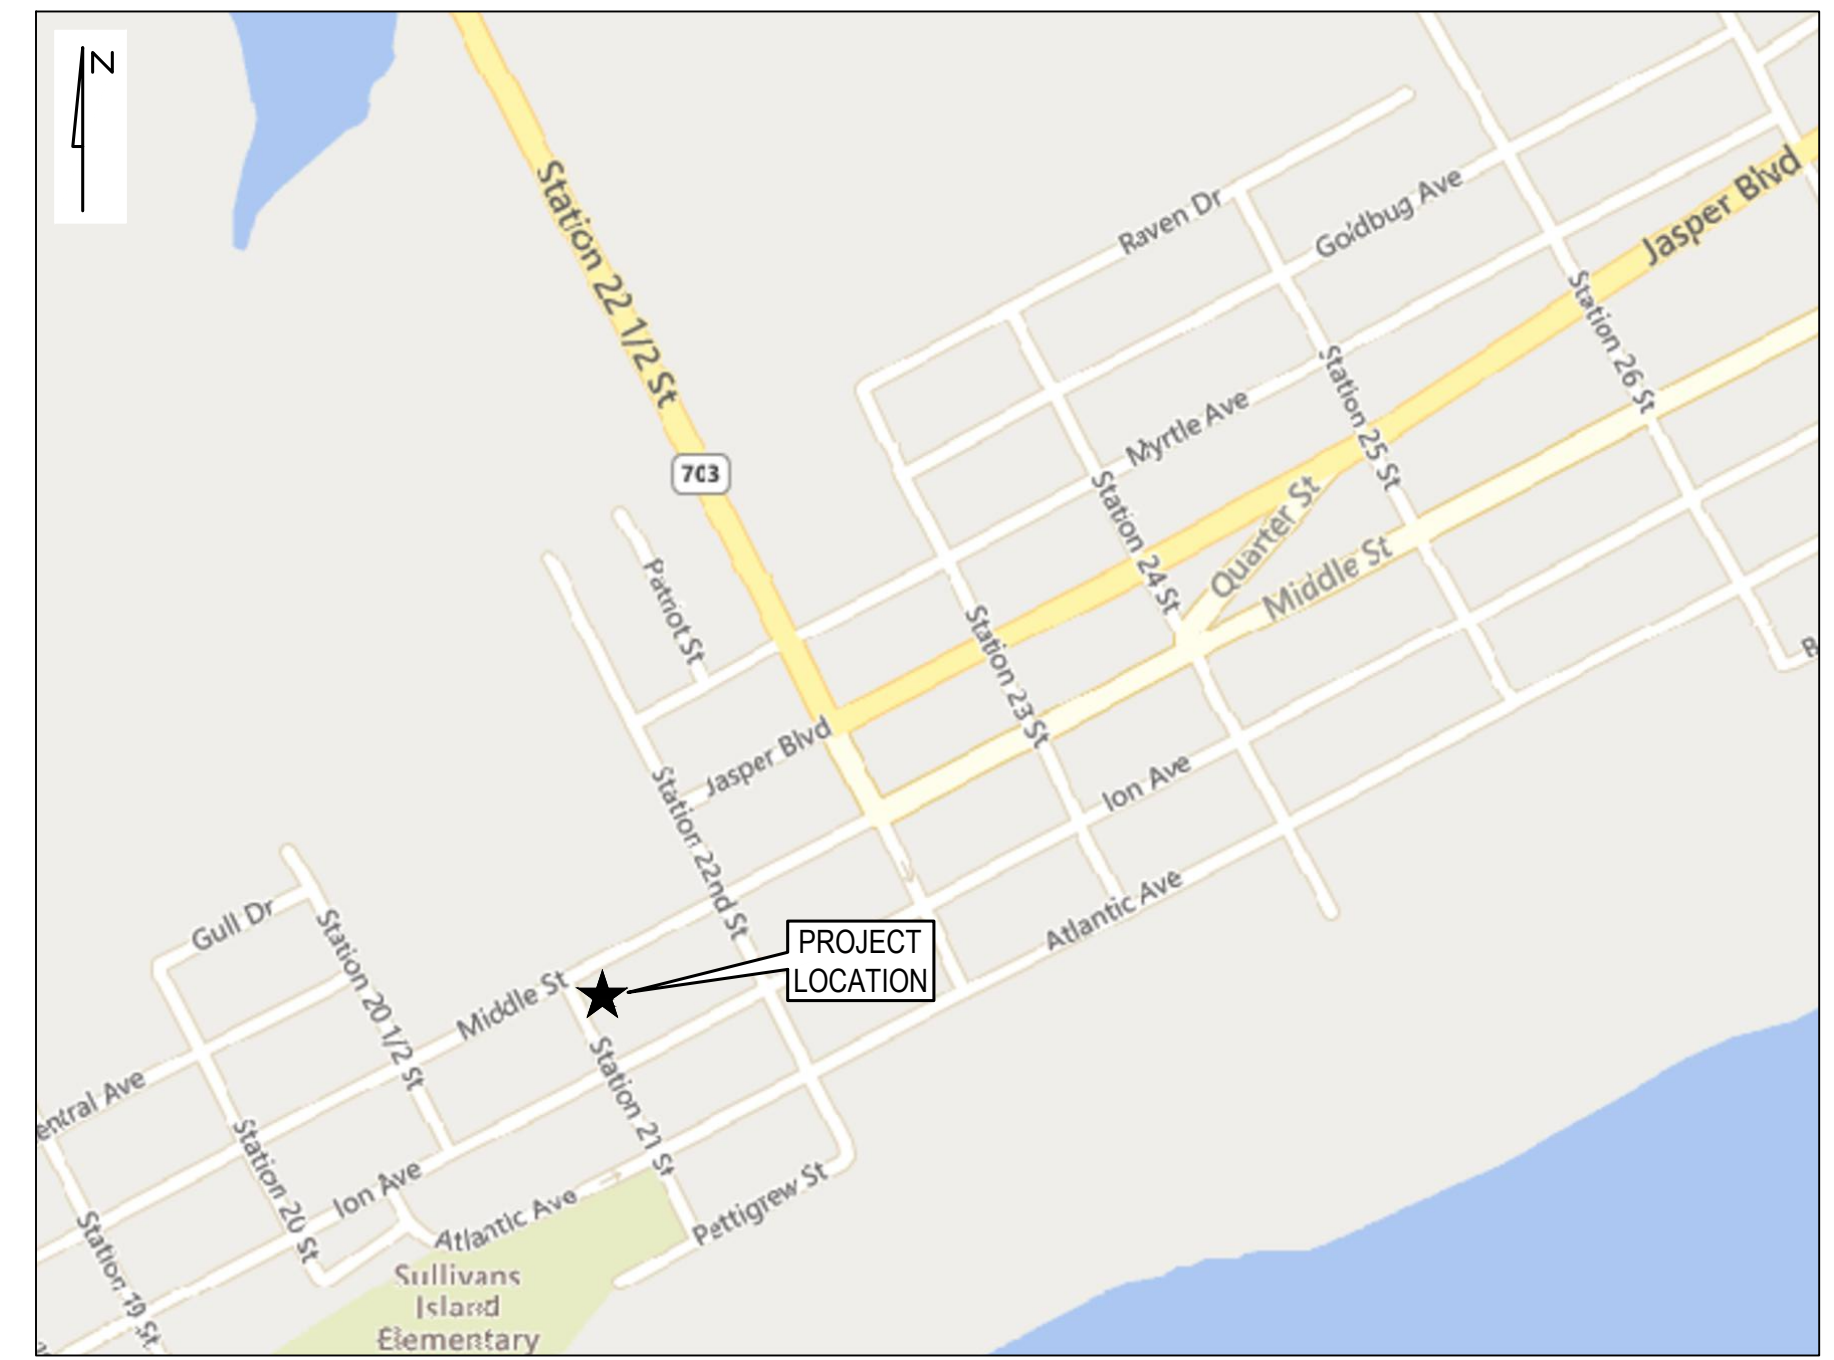 N
Station 22 1/2 St
Raven Dr
Goldbug Ave
Jasper Blvd
Station 26 St
Station 25 St
Myrtle Ave
703
Station 24 St
Quarter St
Middle St
Patriot St
Station 23 St
Jasper Blvd
Ion Ave
Station 22nd St
Atlantic Ave
Gull Dr
Station 20 1/2 St
PROJECT
LOCATION
Middle St
Station 21 St
entral Ave
Station 20 St
Ion Ave
Atlantic Ave
Pettigrew St
Station 19 St
Sullivans
Island
Elementary